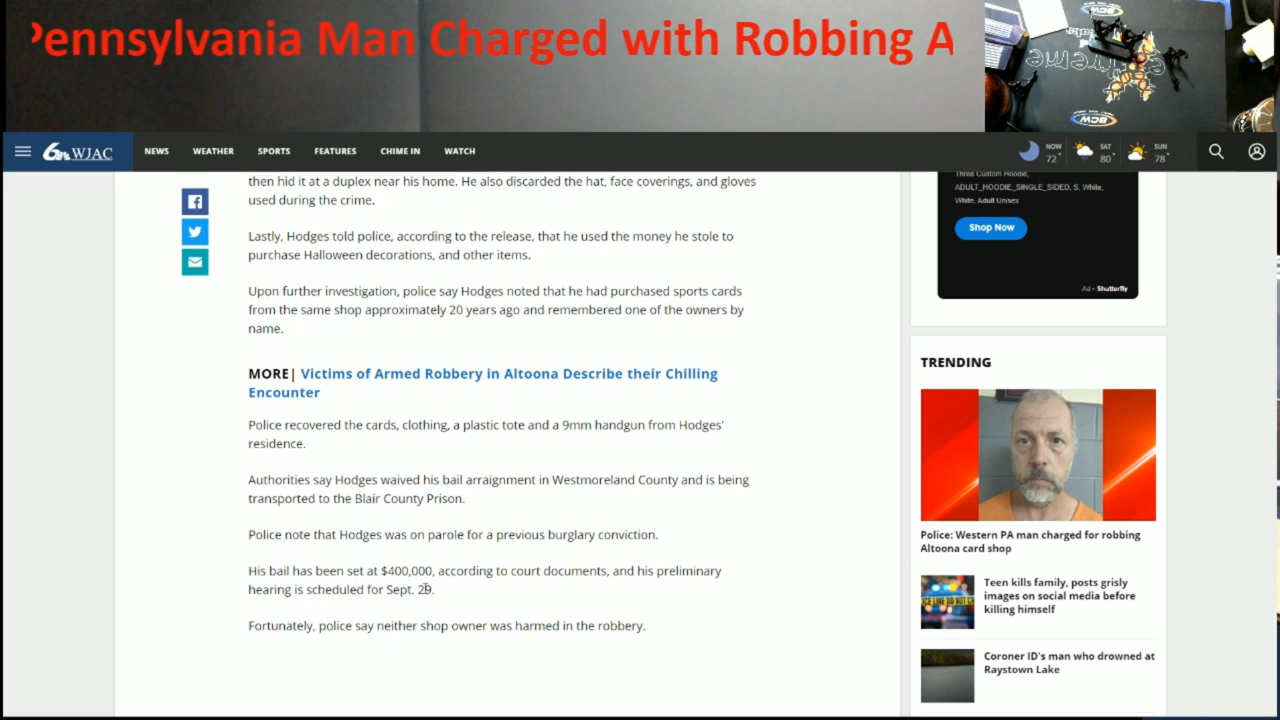 Pennsylvania Man Charged with Robbing A
6 WJAC
NEWS
WEATHER
SPORTS
FEATURES
CHIME IN
WATCH
NOW
72°
SAT
80°
SUN
78°
then hid it at a duplex near his home. He also discarded the hat, face coverings, and gloves
used during the crime.
Lastly, Hodges told police, according to the release, that he used the money he stole to
purchase Halloween decorations, and other items.
Upon further investigation, police say Hodges noted that he had purchased sports cards
from the same shop approximately 20 years ago and remembered one of the owners by
name.
MORE| Victims of Armed Robbery in Altoona Describe their Chilling
Encounter
Police recovered the cards, clothing, a plastic tote and a 9mm handgun from Hodges'
residence.
Authorities say Hodges waived his bail arraignment in Westmoreland County and is being
transported to the Blair County Prison.
Police note that Hodges was on parole for a previous burglary conviction.
His bail has been set at $400,000, according to court documents, and his preliminary
hearing is scheduled for Sept.
Fortunately, police say neither shop owner was harmed in the robbery.
Three Custom Hoodie,
ADULT_HOODIE_SINGLE_SIDED, S, White,
White, Adult Unisex
Shop Now
Ad • Shutterfly
TRENDING
Police: Western PA man charged for robbing
Altoona card shop
Teen kills family, posts grisly
images on social media before
killing himself
Coroner ID's man who drowned at
Raystown Lake
BCW
BCW